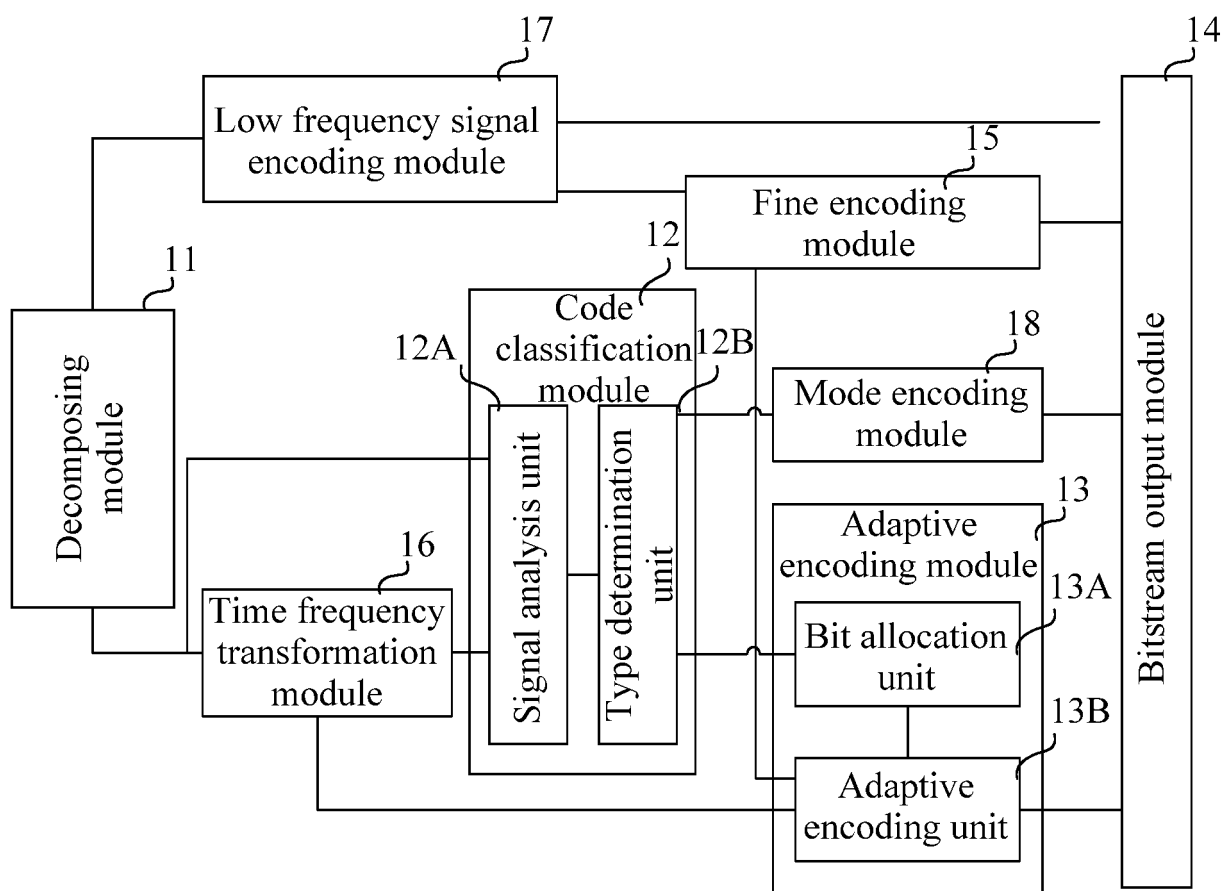 17
14
Low frequency signal
encoding module
15
Fine encoding
module
11
12
Decomposing
module
Code
classification
module
12A
12B
18
Mode encoding
module
Signal analysis unit
Type determination
unit
16
Time frequency
transformation
module
13
Adaptive
encoding module
13A
Bit allocation
unit
13B
Adaptive
encoding unit
Bitstream output module